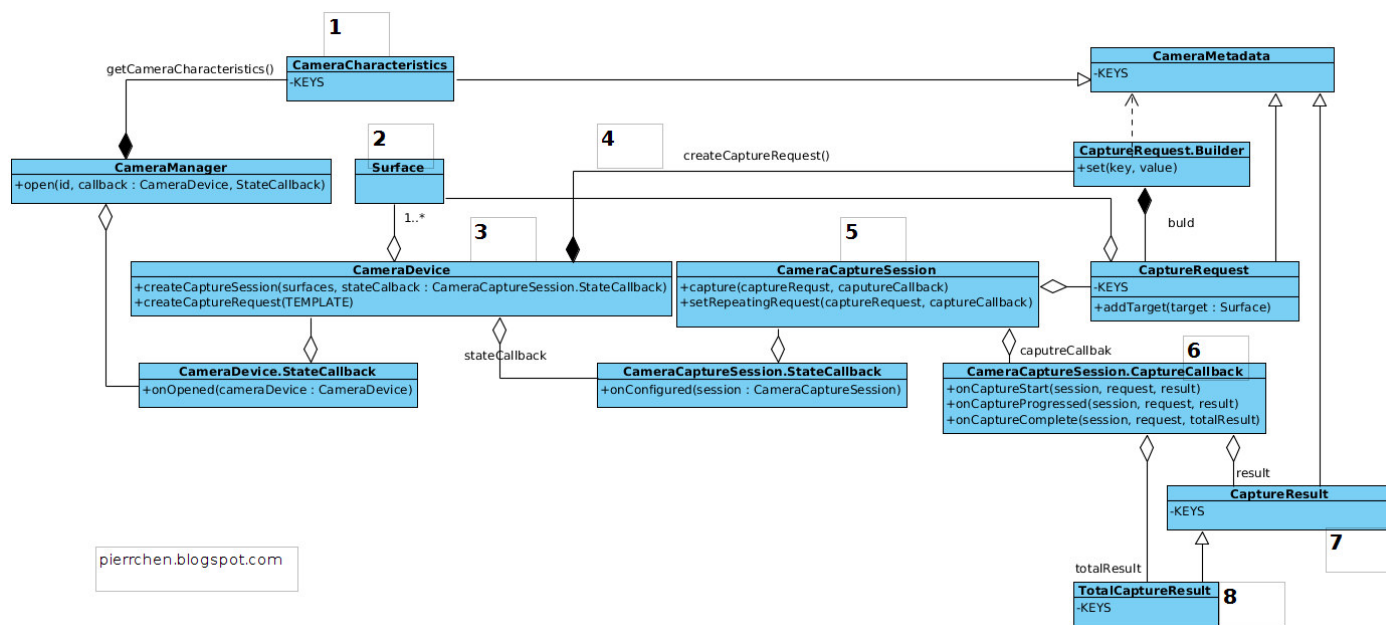 1
CameraCharacteristics
-KEYS
getCameraCharacteristics()
CameraMetadata
-KEYS
2
Surface
4
createCaptureRequest()
CaptureRequest.Builder
+set(key, value)
CameraManager
+open(id, callback : CameraDevice, StateCallback)
1..*
3
5
buld
CameraDevice
+createCaptureSession(surfaces, stateCalback : CameraCaptureSession.StateCallback)
+createCaptureRequest(TEMPLATE)
CameraCaptureSession
+capture(captureRequst, caputureCallback)
+setRepeatingRequest(captureRequest, captureCallback)
CaptureRequest
-KEYS
+addTarget(target : Surface)
stateCallback
caputreCallbak
6
CameraDevice.StateCallback
+onOpened(cameraDevice : CameraDevice)
CameraCaptureSession.StateCallback
+onConfigured(session : CameraCaptureSession)
CameraCaptureSession.CaptureCallback
+onCaptureStart(session, request, result)
+onCaptureProgressed(session, request, result)
+onCaptureComplete(session, request, totalResult)
result
CaptureResult
-KEYS
7
pierrchen.blogspot.com
totalResult
TotalCaptureResult
-KEYS
8